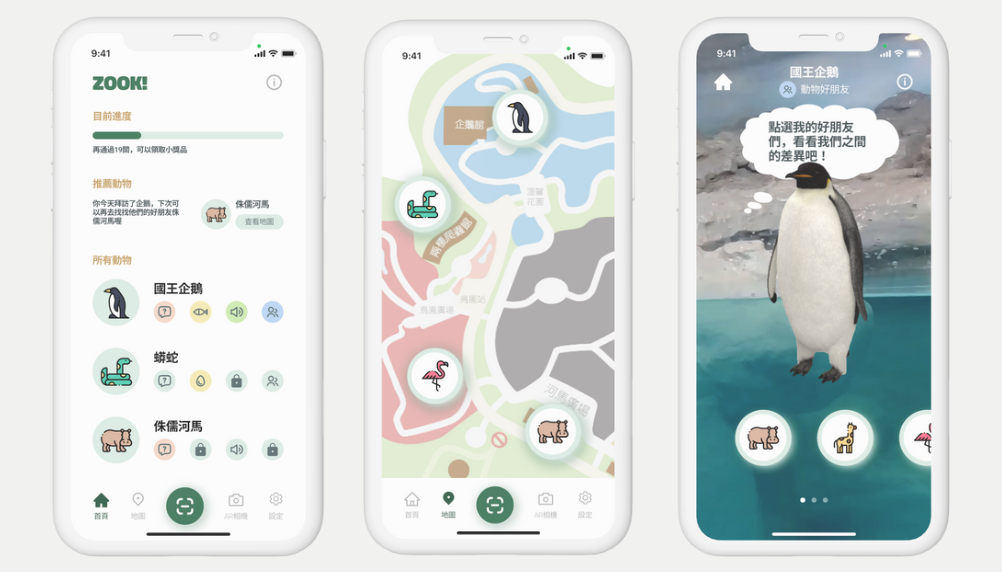 9:41
ZOOK!
目前進度
再通過19關，可以領取小獎品
推薦動物
你今天拜訪了企鵝，下次可
以再去找找他們的好朋友侏
儒河馬喔
侏儒河馬
查看地圖
所有動物
國王企鵝
蟒蛇
侏儒河馬
首頁
地圖
AR相機
設定
9:41
企鵝館
溫馨
花園
兩棲爬蟲館
鳥園站
鳥風廣場
河馬廣場
首頁
地圖
AR相機
設定
9:41
國王企鵝
動物好朋友
點選我的好朋友
們，看看我們之間
的差異吧！